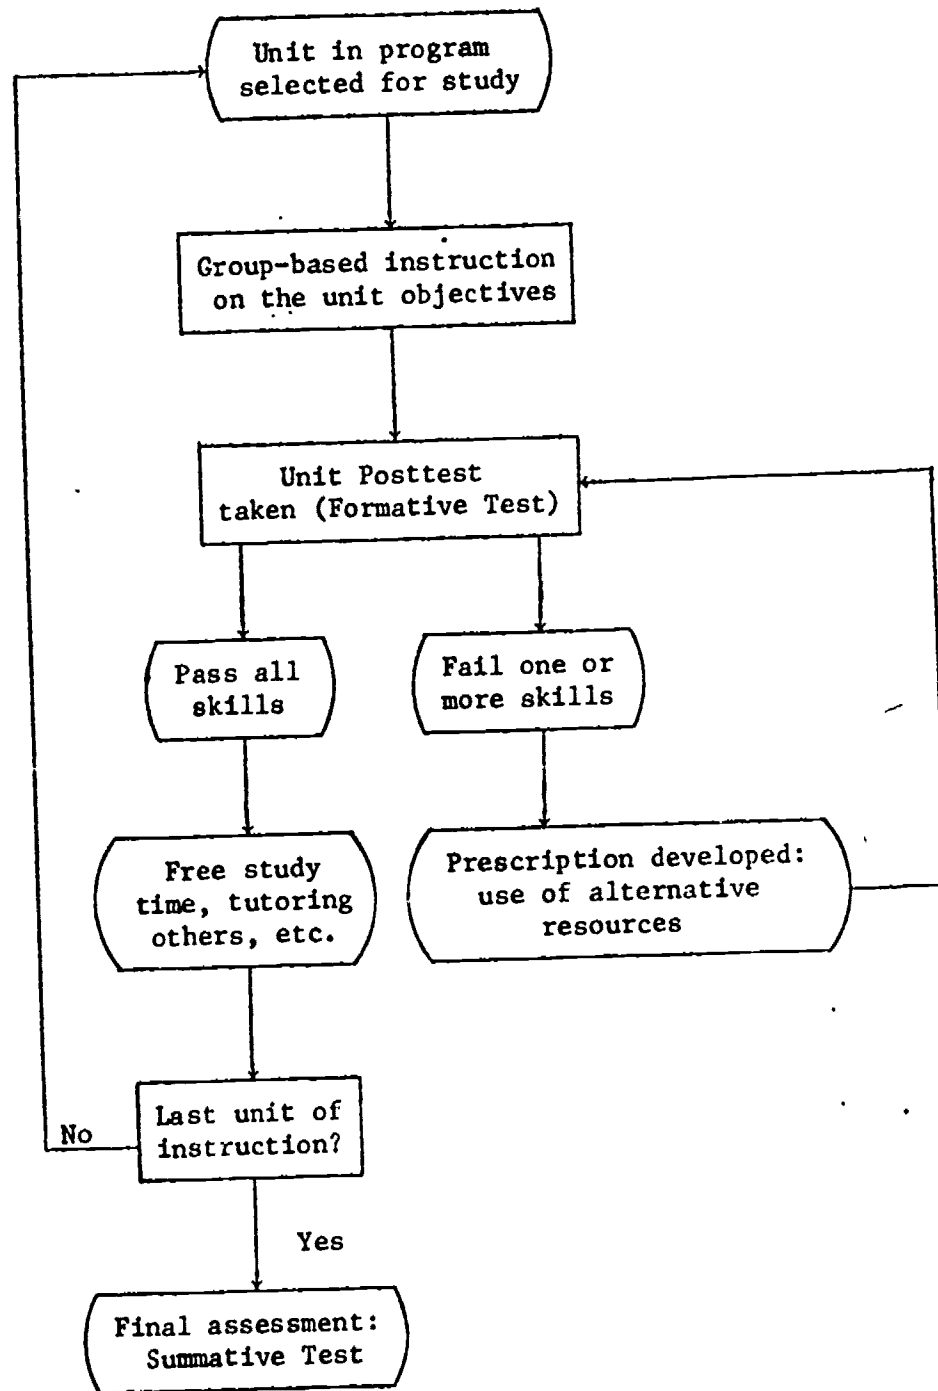 Unit in program
selected for study
Group-based instruction
on the unit objectives
Unit Posttest
taken (Formative Test)
Pass all
skills
Fail one or
more skills
Free study
time, tutoring
others, etc.
Prescription developed:
use of alternative
resources
Last unit of
instruction?
No
Yes
Final assessment:
Summative Test